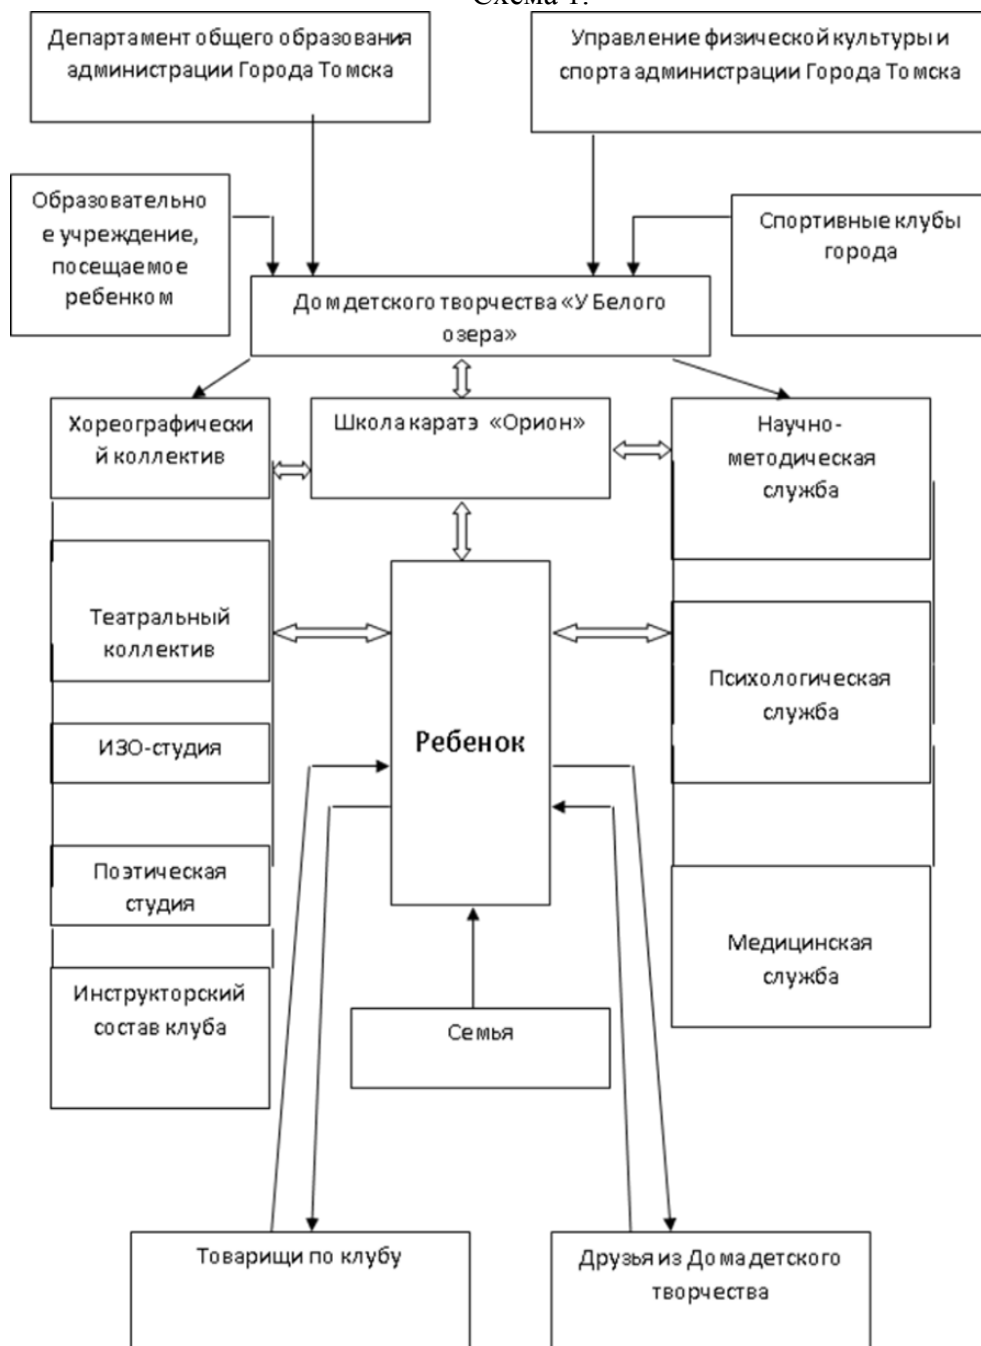 Схема 1.
Департамент общего образования
администрации Города Томска
Управление физической культуры и
спорта администрации Города Томска
Образовательно
е учреждение,
посещаемое
ребенком
Спортивные клубы
города
Дом детского творчества «У Белого
озера»
Хореографически
й коллектив
Школа каратэ «Орион»
Научно-
методическая
служба
Театральный
коллектив
Психологическая
служба
ИЗО-студия
Ребенок
Поэтическая
студия
Медицинская
служба
Инструкторский
состав клуба
Семья
Товарищи по клубу
Друзья из Дома детского
творчества